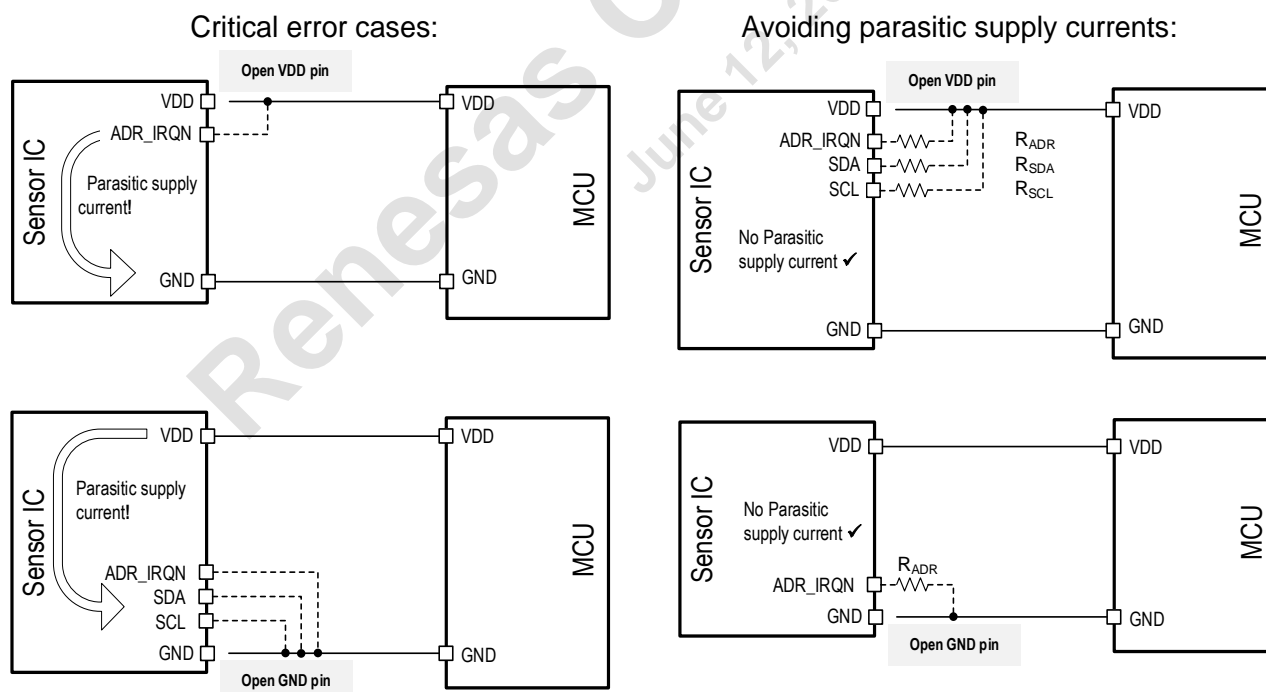 Critical error cases:
Open VDD pin
VDD
ADR_IRQN
Parasitic supply
current!
GND
Sensor IC
VDD
GND
MCU
VDD
Parasitic supply
current!
ADR_IRQN
SDA
SCL
GND
Open GND pin
Sensor IC
VDD
GND
MCU
Avoiding parasitic supply currents:
Open VDD pin
VDD
ADR_IRQN
SDA
SCL
RADR
RSDA
RSCL
No Parasitic
supply current ✓
GND
Sensor IC
VDD
GND
MCU
VDD
No Parasitic
supply current ✓
RADR
ADR_IRQN
GND
Open GND pin
Sensor IC
VDD
GND
MCU
Renesas
June 12,